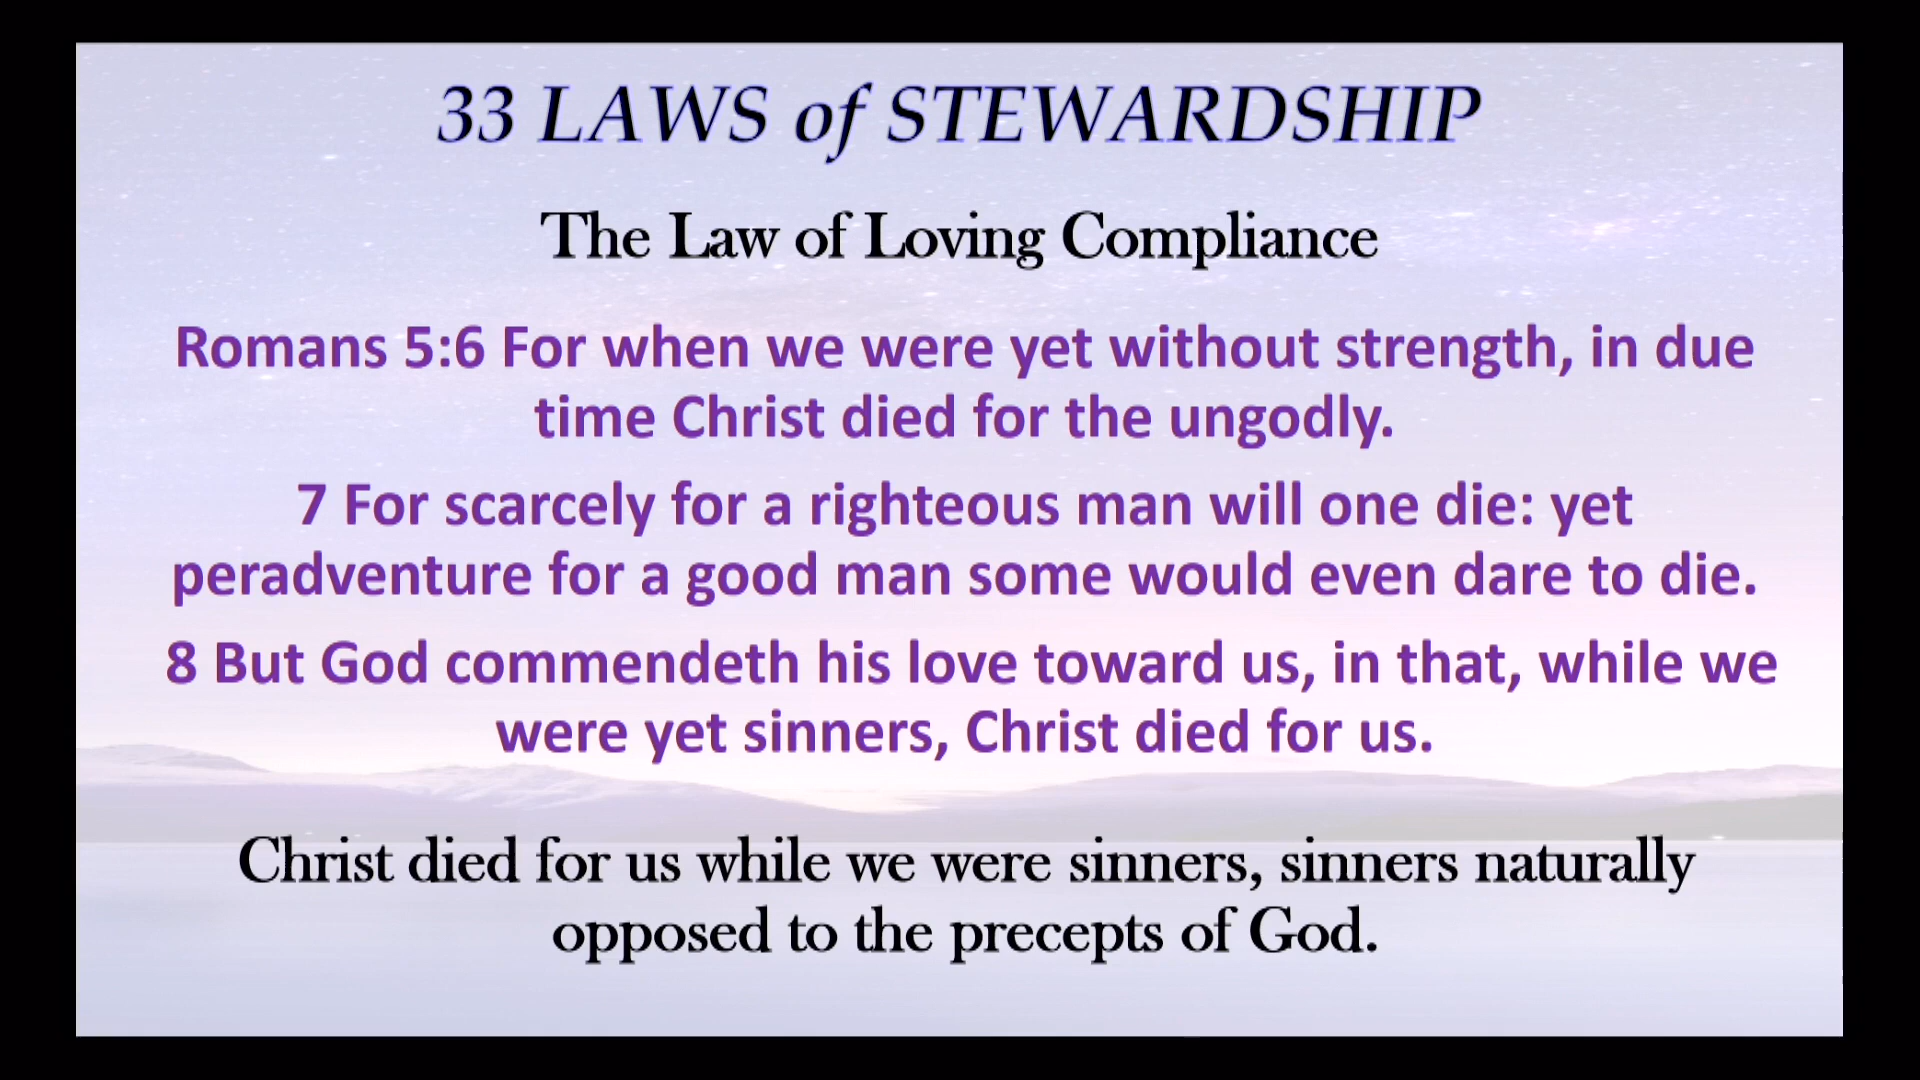 33 LAWS of STEWARDSHIP
The Law of Loving Compliance
Romans 5:6 For when we were yet without strength, in due
time Christ died for the ungodly.
7 For scarcely for a righteous man will one die: yet
peradventure for a good man some would even dare to die.
8 But God commendeth his love toward us, in that, while we
were yet sinners, Christ died for us.
Christ died for us while we were sinners, sinners naturally
opposed to the precepts of God.